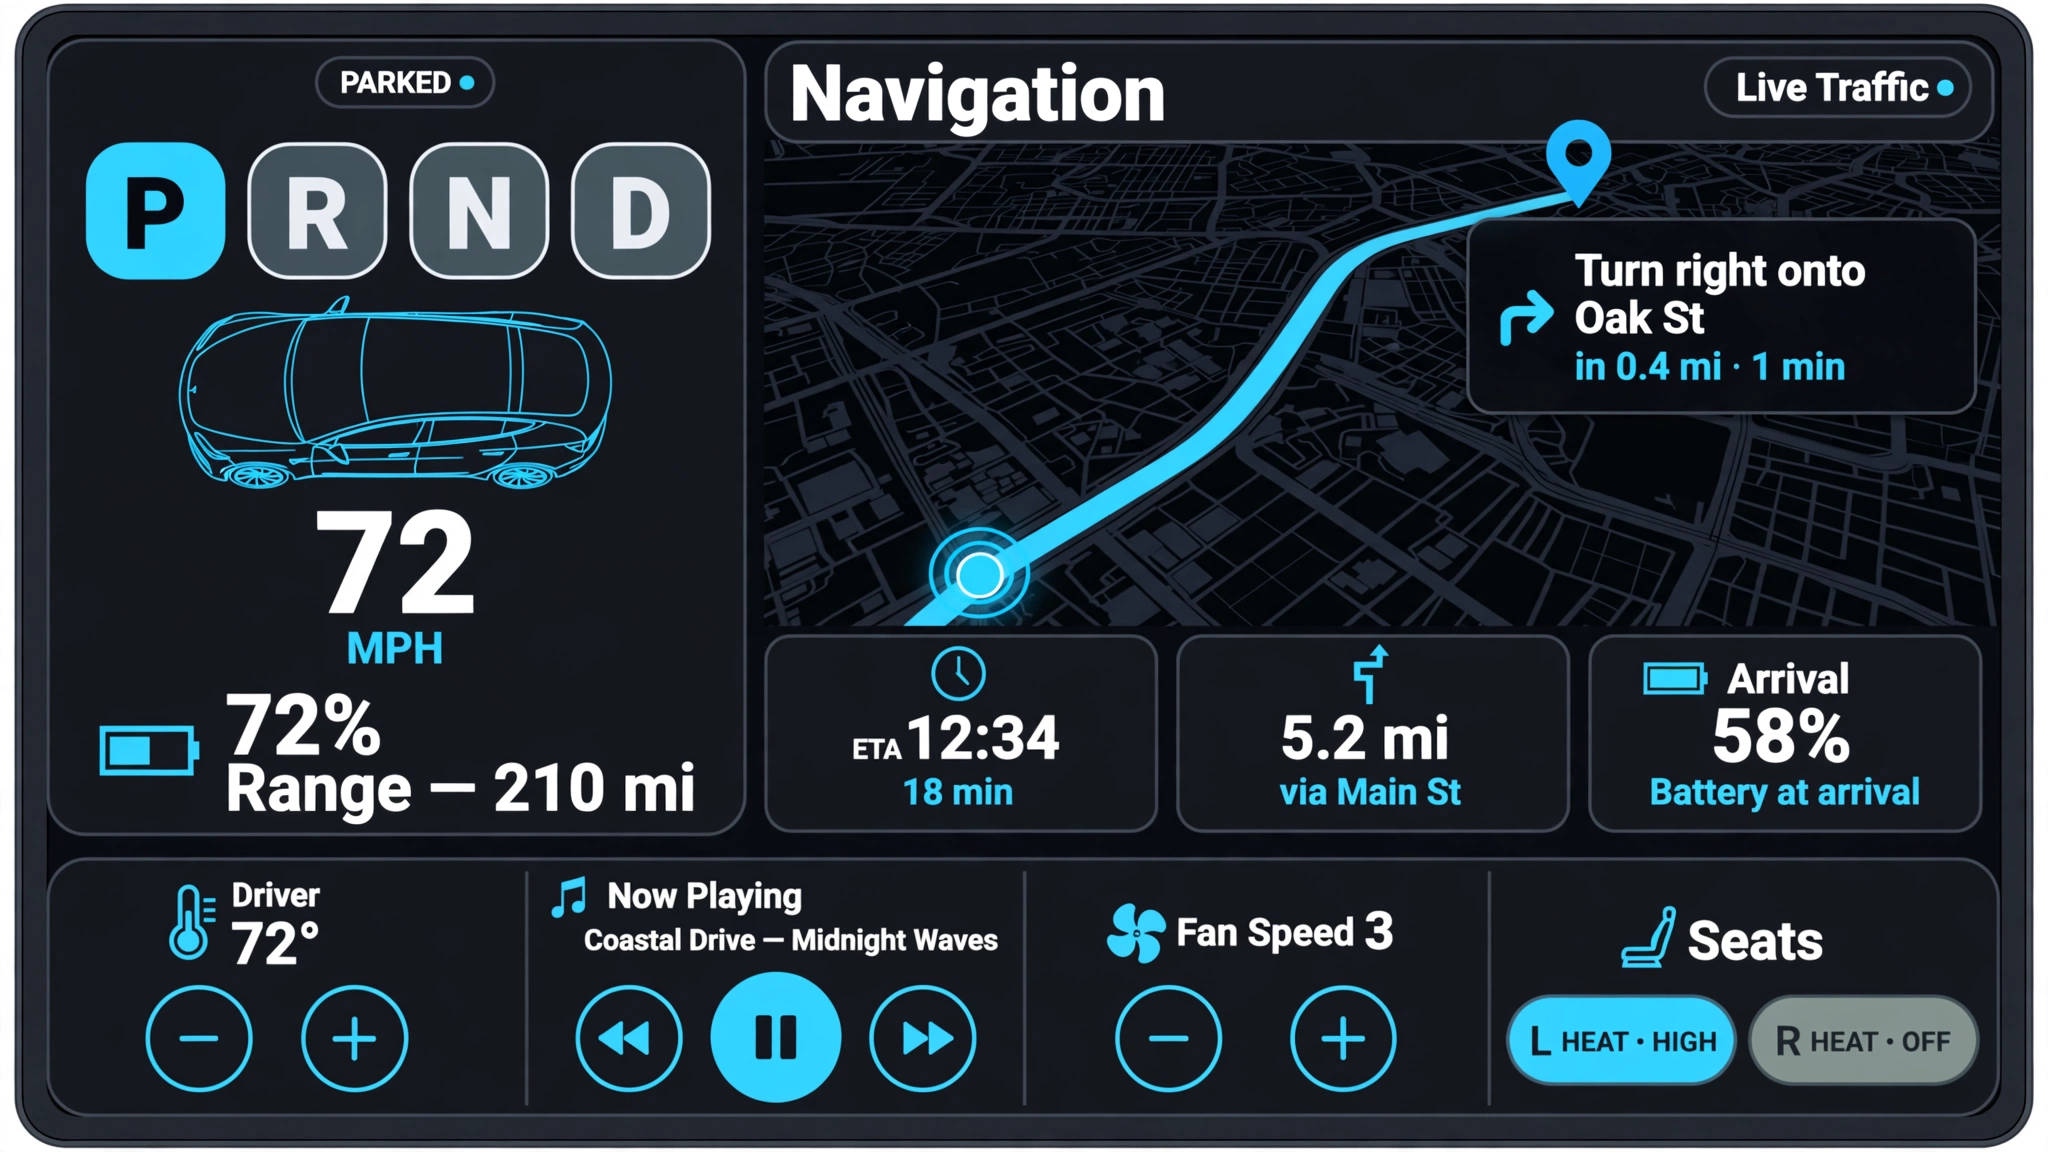 PARKED
P R N D
72
MPH
72%
Range — 210 mi
Navigation
Live Traffic
Turn right onto
Oak St
in 0.4 mi · 1 min
ETA 12:34
18 min
5.2 mi
via Main St
Arrival
58%
Battery at arrival
Driver
72°
Now Playing
Coastal Drive — Midnight Waves
Fan Speed 3
Seats
L HEAT • HIGH
R HEAT • OFF